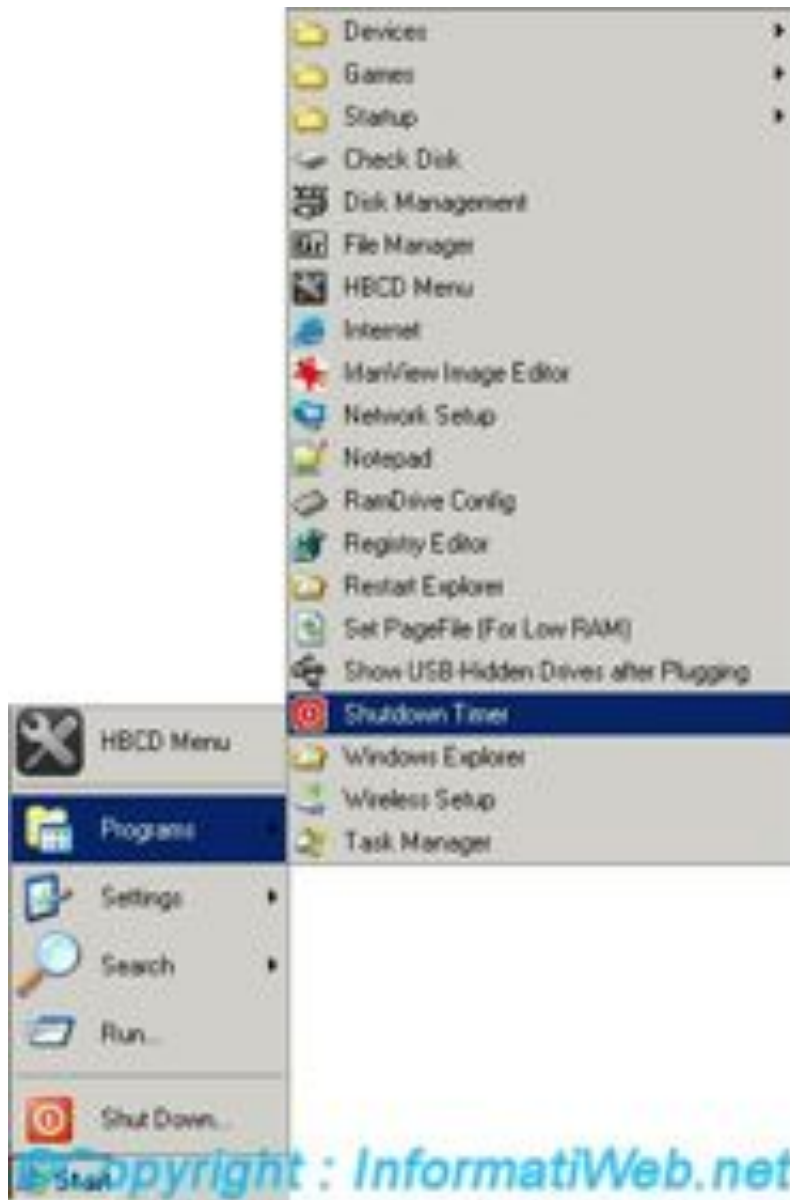 Devices
Games
Startup
Check Disk
Disk Management
File Manager
HBCD Menu
Internet
IrfanView Image Editor
Network Setup
Notepad
RamDrive Config
Registry Editor
Restart Explorer
Set PageFile (For Low RAM)
Show USB-Hidden Drives after Plugging
Shutdown Timer
Windows Explorer
Wireless Setup
Task Manager
HBCD Menu
Programs
Settings
Search
Run...
Shut Down...
Start
Copyright : InformatiWeb.net